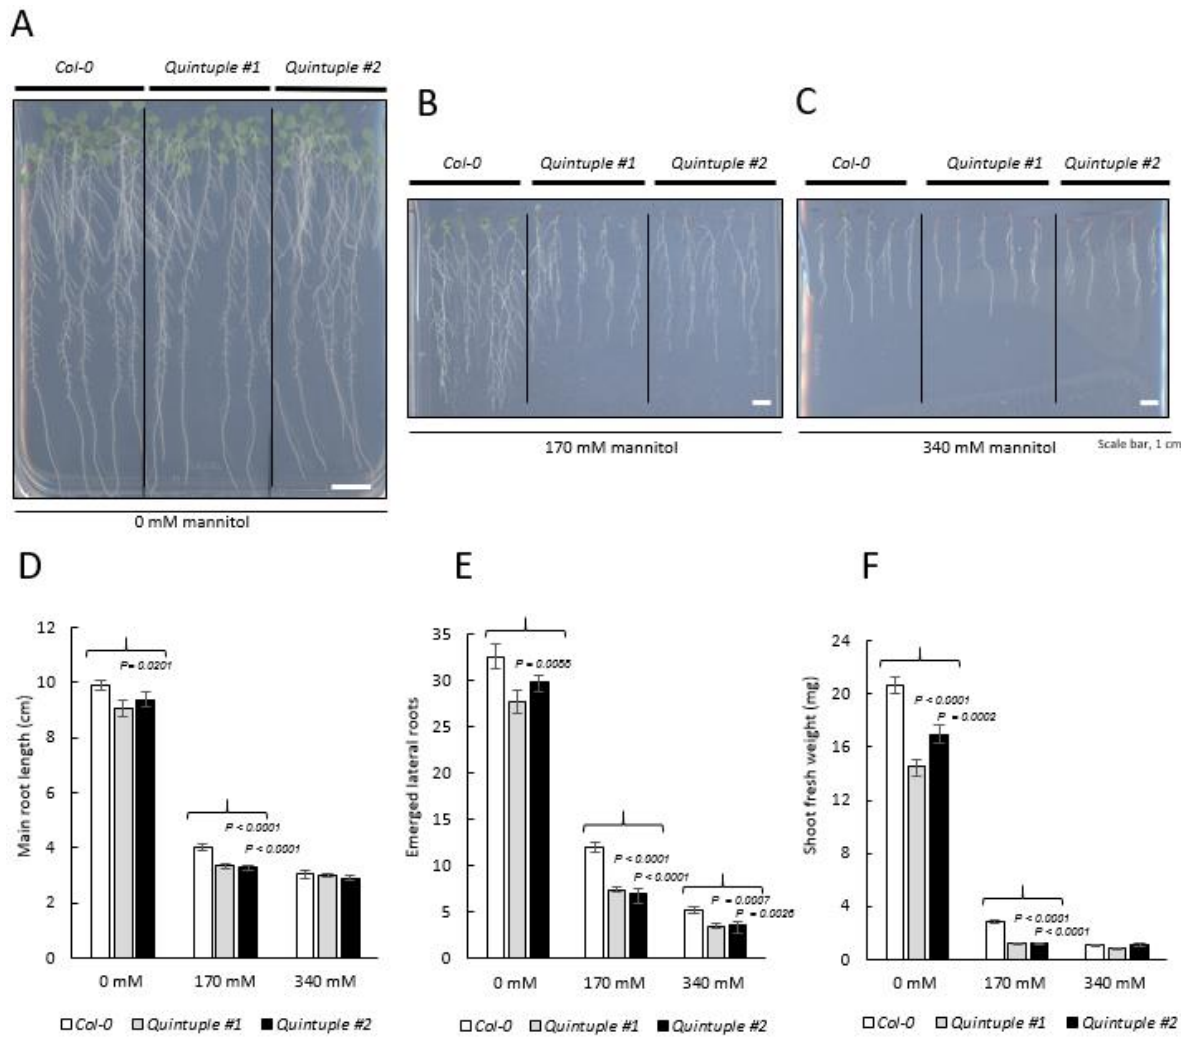 A
Col-0 Quintuple #1 Quintuple #2
0 mM mannitol
B
Col-0 Quintuple #1 Quintuple #2
170 mM mannitol
C
Col-0 Quintuple #1 Quintuple #2
340 mM mannitol
Scale bar, 1 cm
D
Main root length (cm)
12
10
8
6
4
2
0
P= 0.0201
P < 0.0001
P < 0.0001
0 mM 170 mM 340 mM
Col-0 Quintuple #1 Quintuple #2
E
Emerged lateral roots
35
30
25
20
15
10
5
0
P < 0.0001
P < 0.0001
P = 0.0007
0 mM 170 mM 340 mM
Col-0 Quintuple #1 Quintuple #2
F
Shoot fresh weight (mg)
24
20
16
12
8
4
0
P < 0.0001
P = 0.0002
P < 0.0001
P < 0.0001
0 mM 170 mM 340 mM
Col-0 Quintuple #1 Quintuple #2